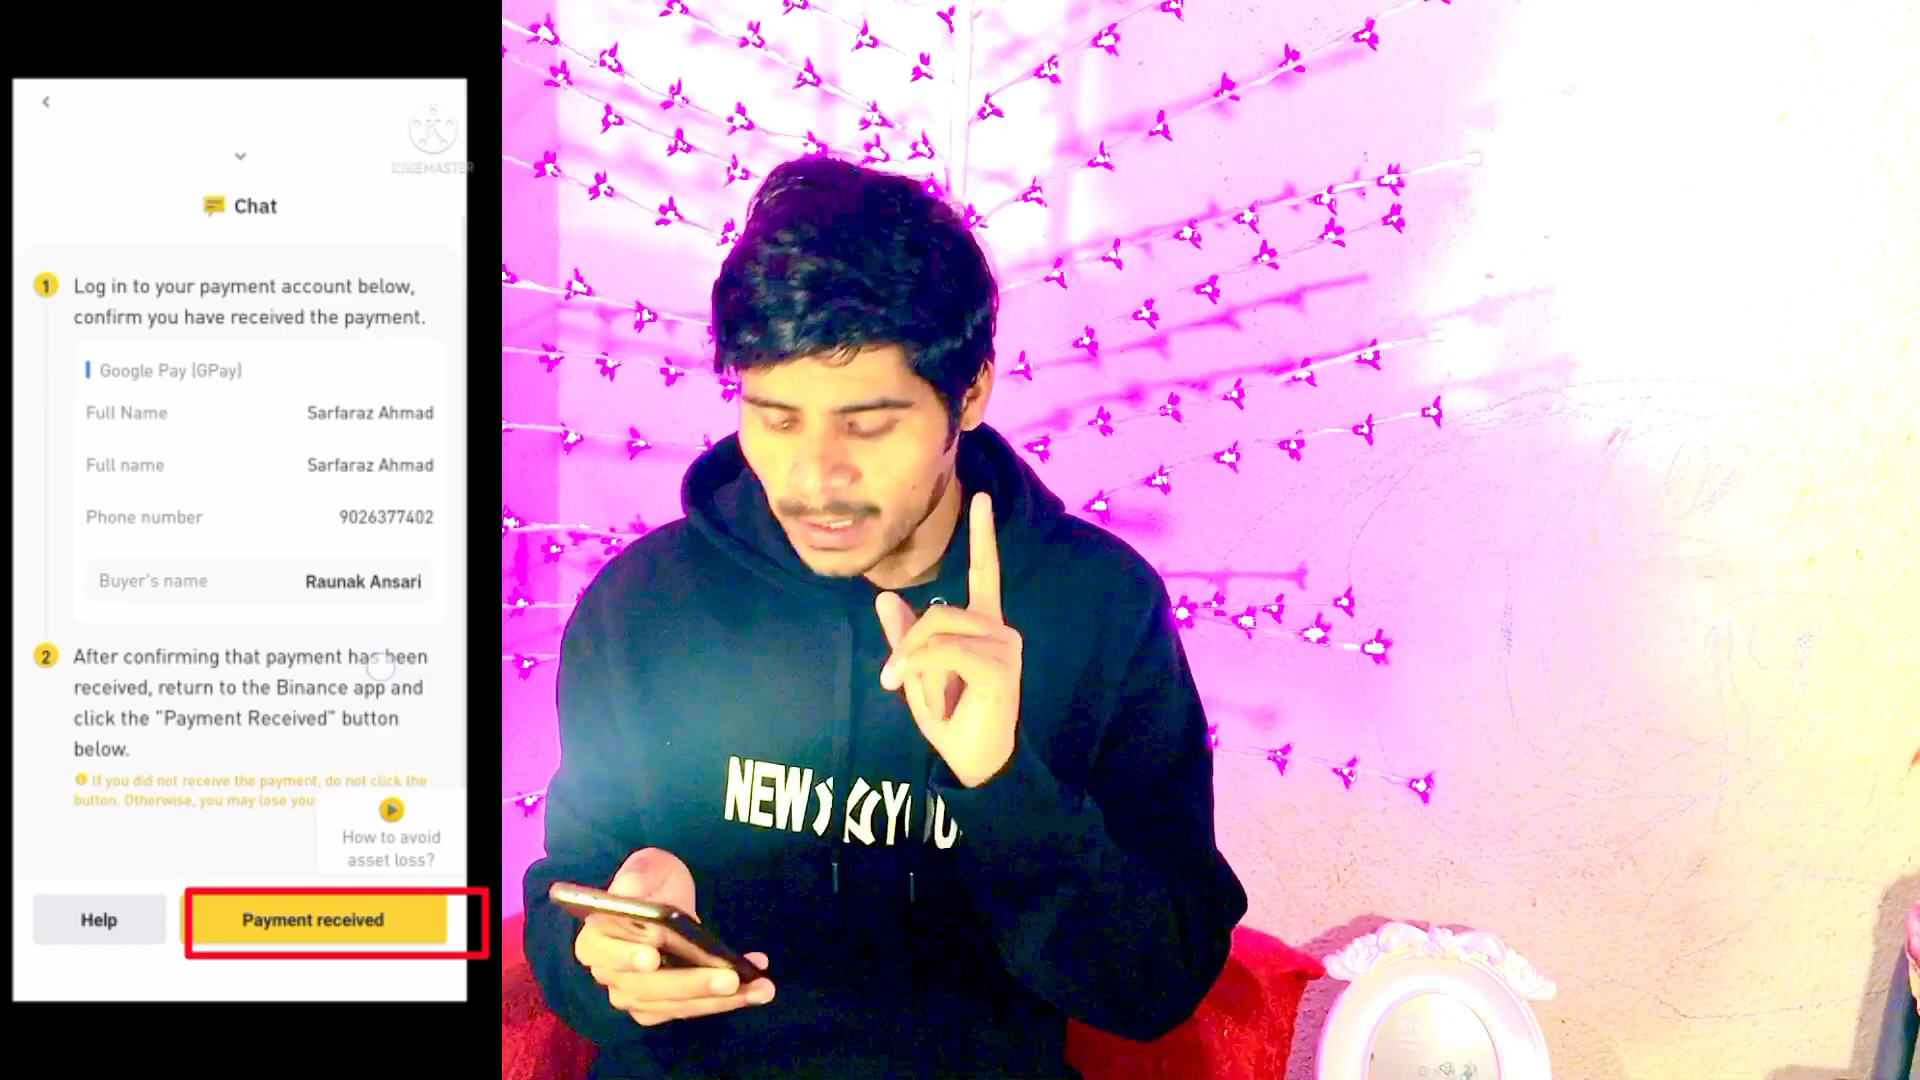 KINEMASTER
Chat
1 Log in to your payment account below,
confirm you have received the payment.
Google Pay (GPay)
Full Name Sarfaraz Ahmad
Full name Sarfaraz Ahmad
Phone number 9026377402
Buyer's name Raunak Ansari
2 After confirming that payment has been
received, return to the Binance app and
click the "Payment Received" button
below.
If you did not receive the payment, do not click the
button. Otherwise, you may lose you
How to avoid
asset loss?
Help Payment received
NEW